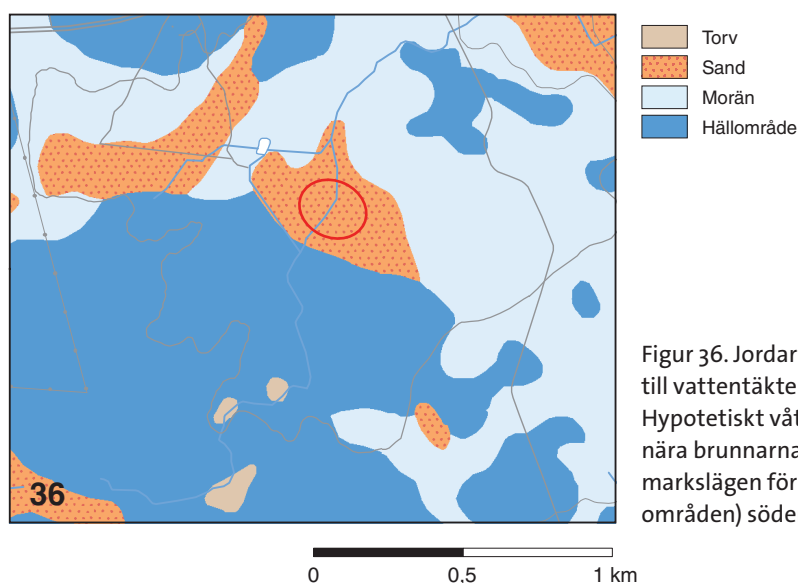 Torv
Sand
Morän
Hällområde
Figur 36. Jordar
till vattentäkte
Hypotetiskt våt
nära brunnarna
markslägen för
områden) söde
36
0
0,5
1 km